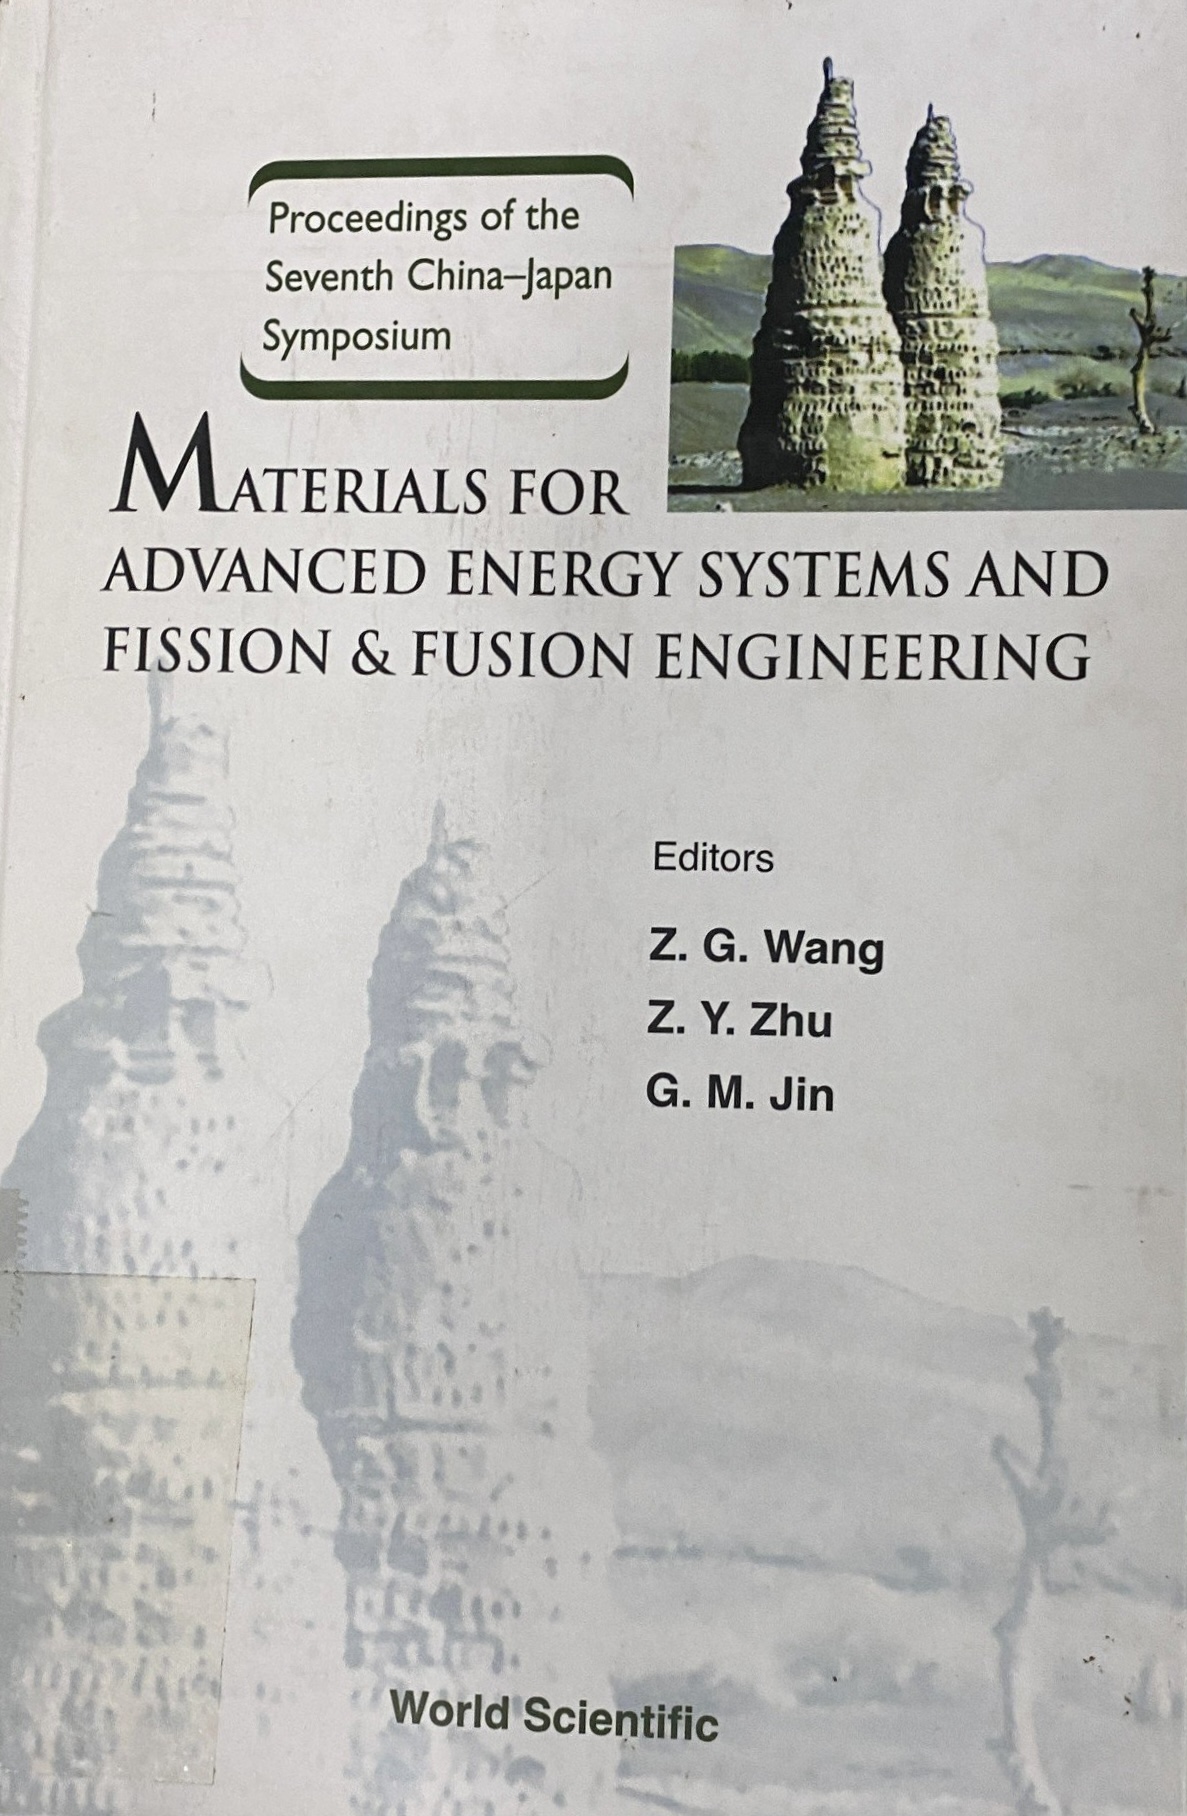 Proceedings of the
Seventh China–Japan
Symposium
MATERIALS FOR
ADVANCED ENERGY SYSTEMS AND
FISSION & FUSION ENGINEERING
Editors
Z. G. Wang
Z. Y. Zhu
G. M. Jin
World Scientific